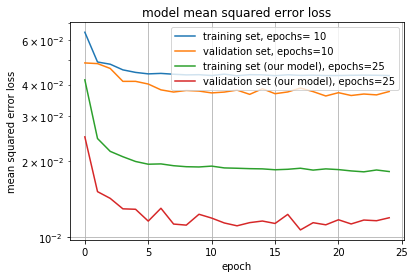 model mean squared error loss
training set, epochs= 10
validation set, epochs=10
training set (our model), epochs=25
validation set (our model), epochs=25
mean squared error loss
6 × 10⁻²
4 × 10⁻²
3 × 10⁻²
2 × 10⁻²
10⁻²
0 5 10 15 20 25
epoch